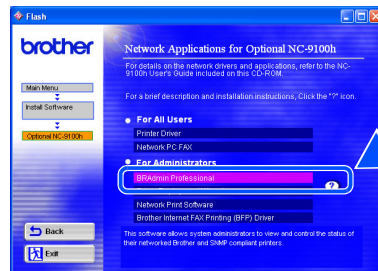 Flash
brother
Network Applications for Optional NC-9100h
For details on the network drivers and applications, refer to the NC-
9100h User's Guide included on this CD-ROM.
For a brief description and installation instructions, Click the "?" icon.
Main Menu
Install Software
Optional NC-9100h
For All Users
Printer Driver
Network PC FAX
For Administrators
BRAdmin Professional
?
Network Print Software
Brother Internet FAX Printing (BFP) Driver
This software allows system administrators to view and control the status of
their networked Brother and SNMP compliant printers.
Back
Exit